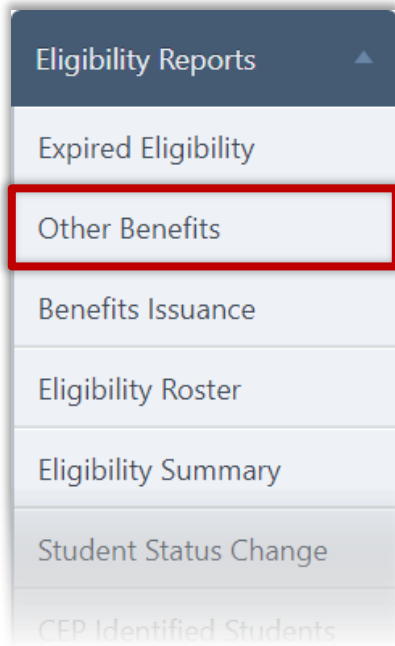 Eligibility Reports
Expired Eligibility
Other Benefits
Benefits Issuance
Eligibility Roster
Eligibility Summary
Student Status Change
CEP Identified Students